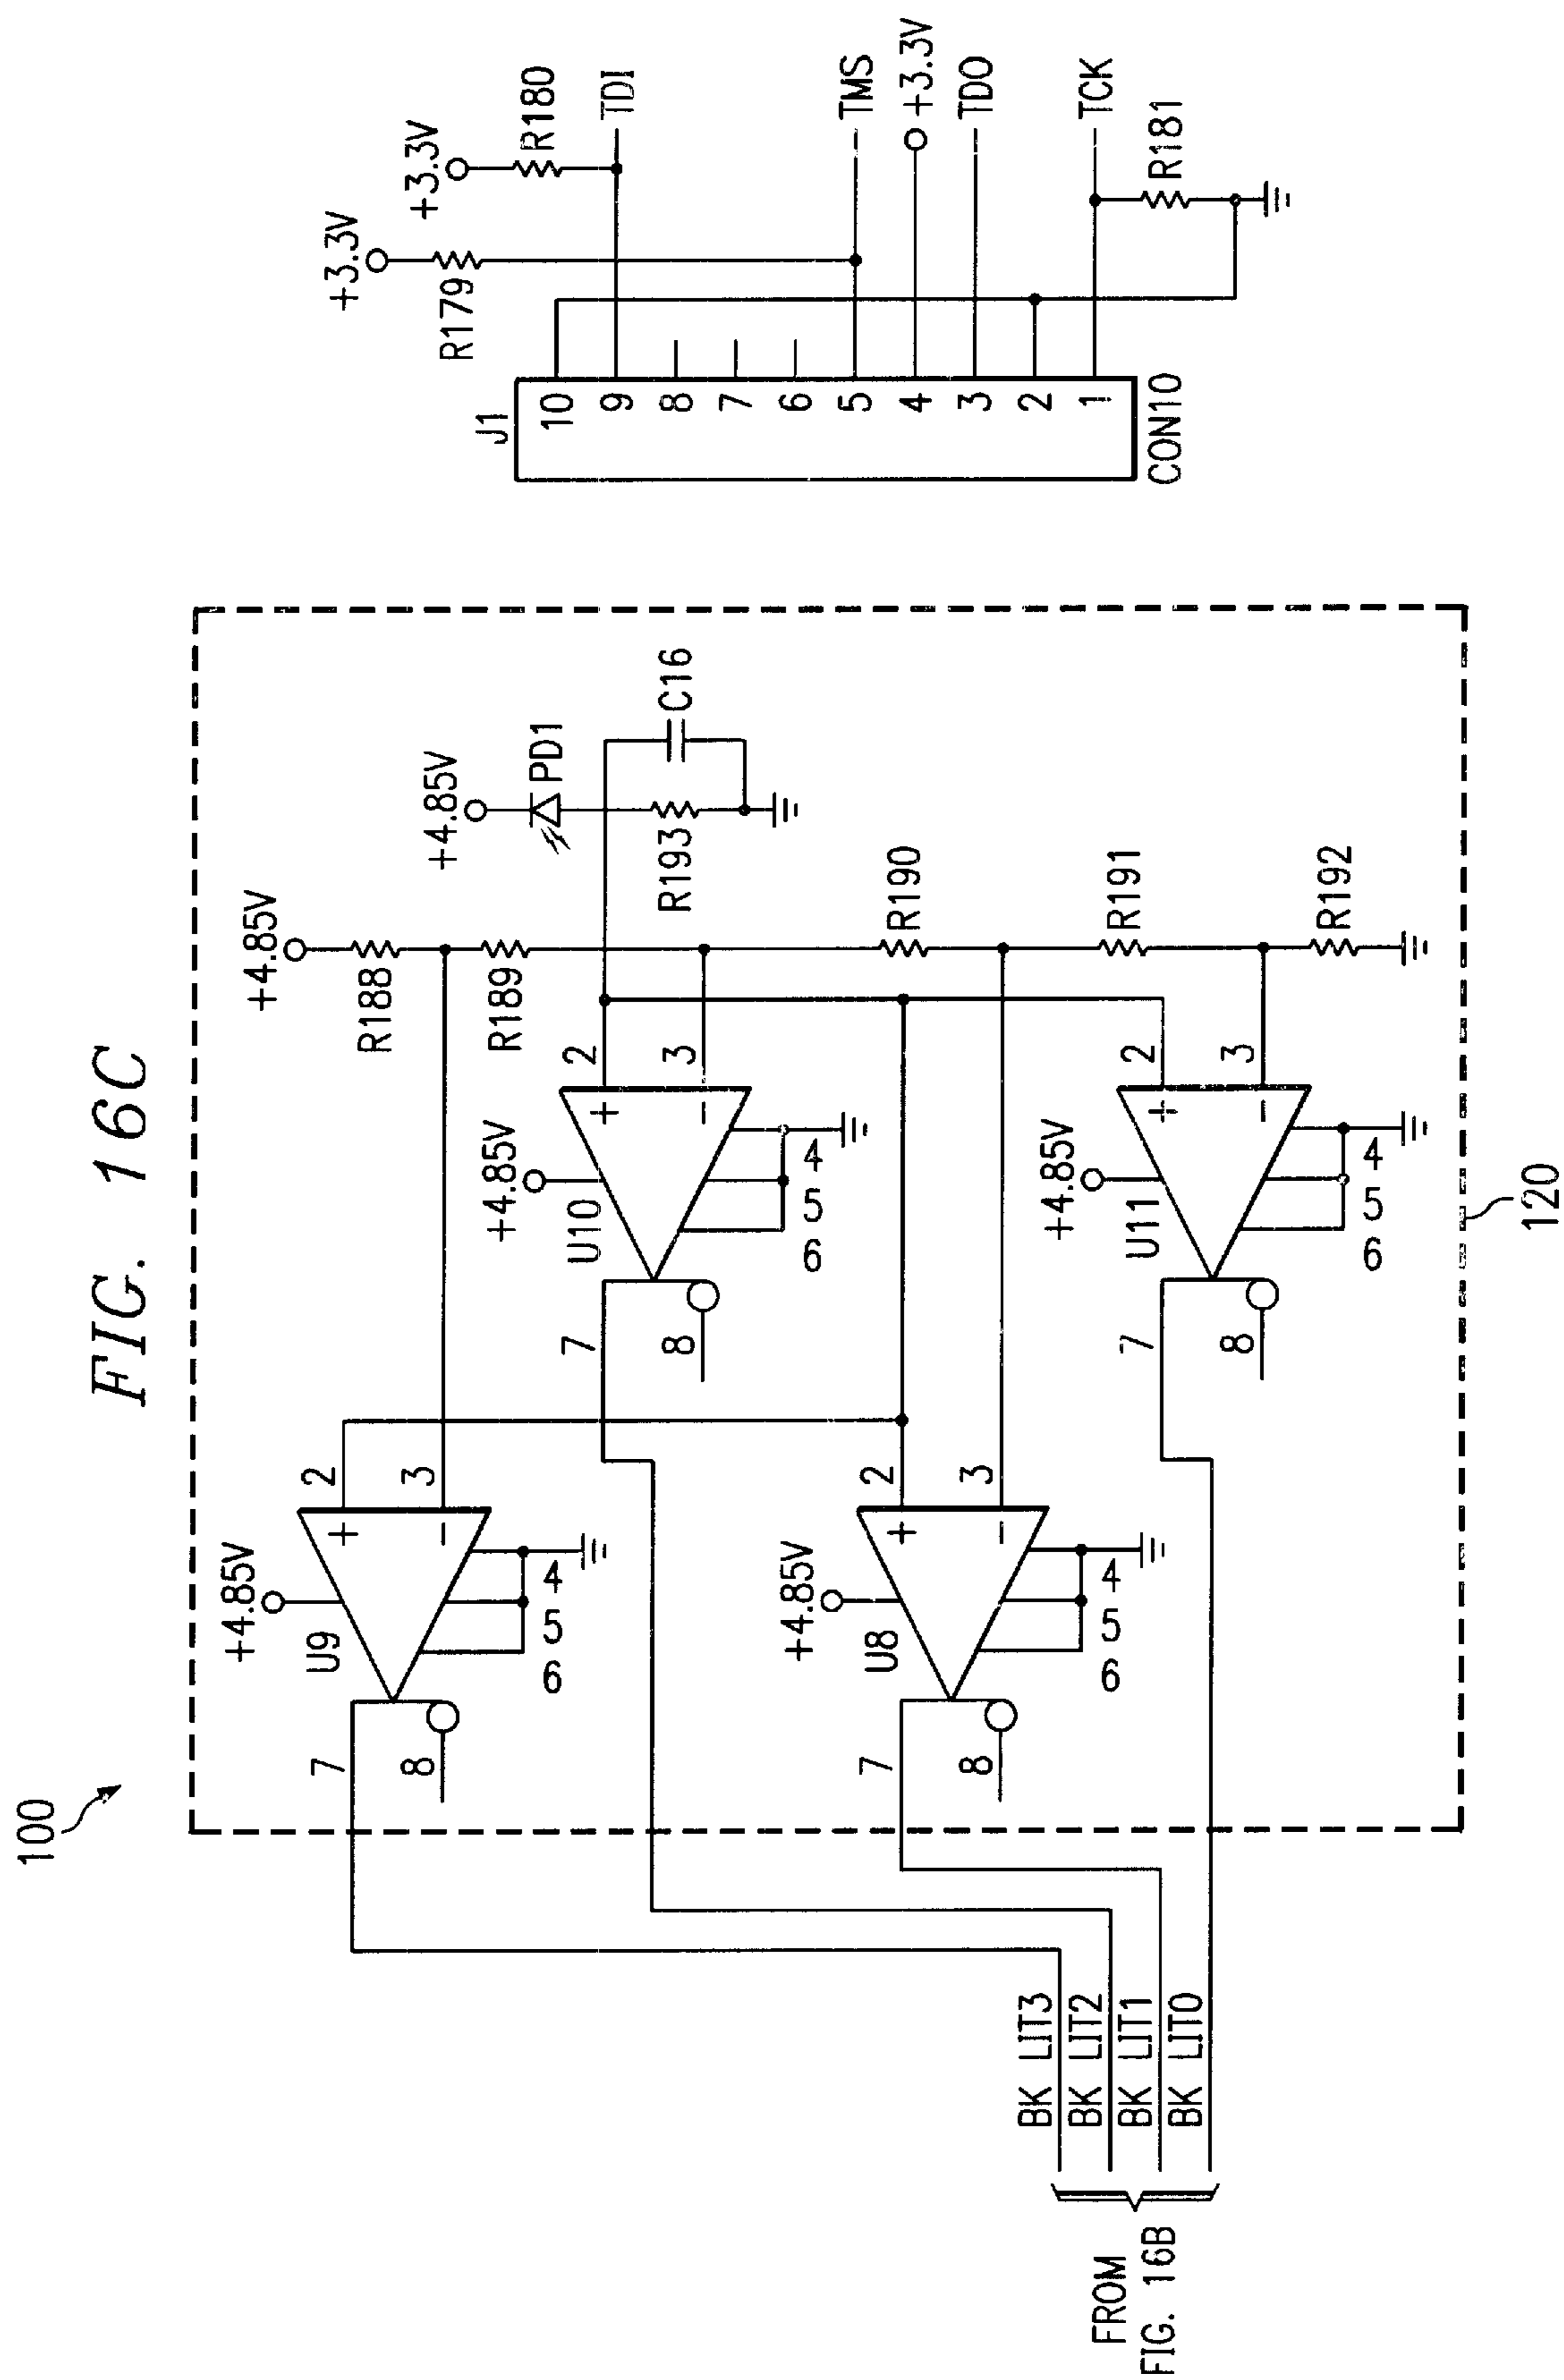 FIG. 16C
100
+4.85V
U9
2
3
+
-
4
5
6
7
8
+4.85V
R188
R189
+4.85V
U10
2
3
+
-
4
5
6
7
8
+4.85V
PD1
C16
R193
+4.85V
U8
2
3
+
-
4
5
6
7
8
R190
R191
R192
+4.85V
U11
2
3
+
-
4
5
6
7
8
BK LIT3
BK LIT2
BK LIT1
BK LIT0
FROM
FIG. 16B
120
J1
10
9
8
7
6
5
4
3
2
1
CON10
+3.3V
R179
+3.3V
R180
TDI
TMS
+3.3V
TDO
TCK
R181